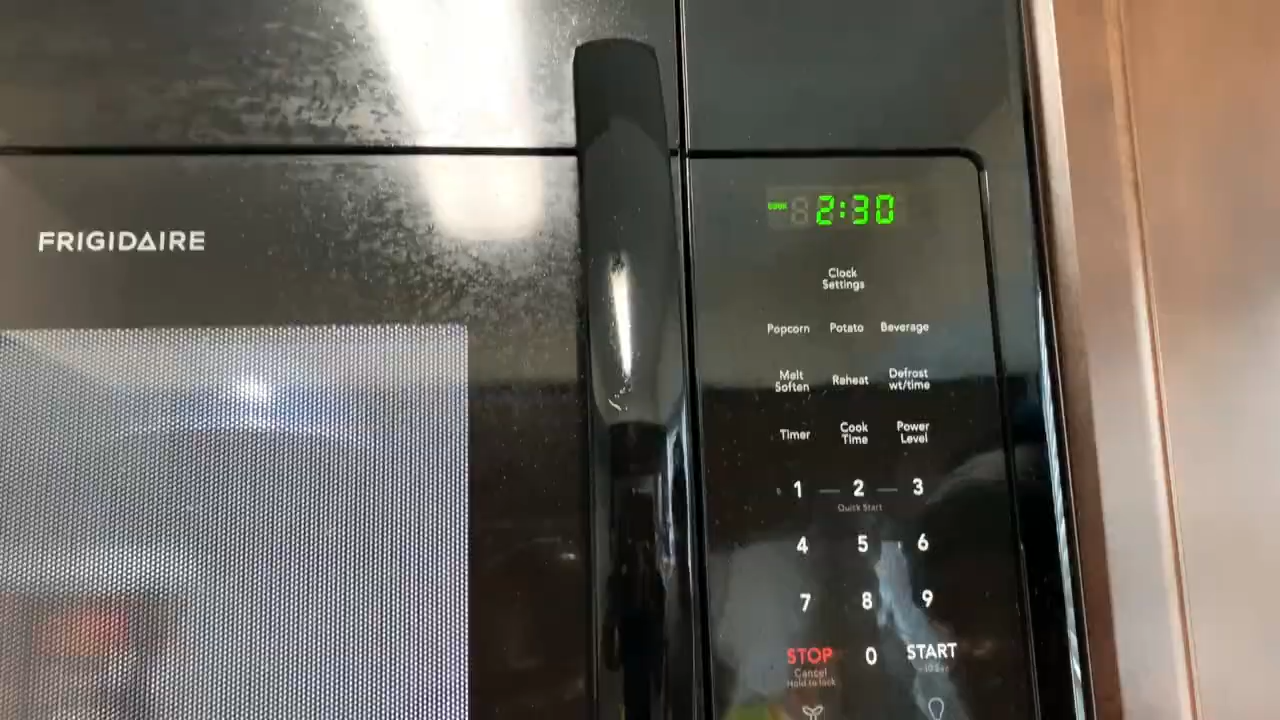 FRIGIDAIRE
COOK 2:30
Clock
Settings
Popcorn Potato Beverage
Melt
Soften
Reheat
Defrost
wt/time
Timer
Cook
Time
Power
Level
1 2 3
Quick Start
4 5 6
7 8 9
STOP 0 START
Cancel
Hold to lock